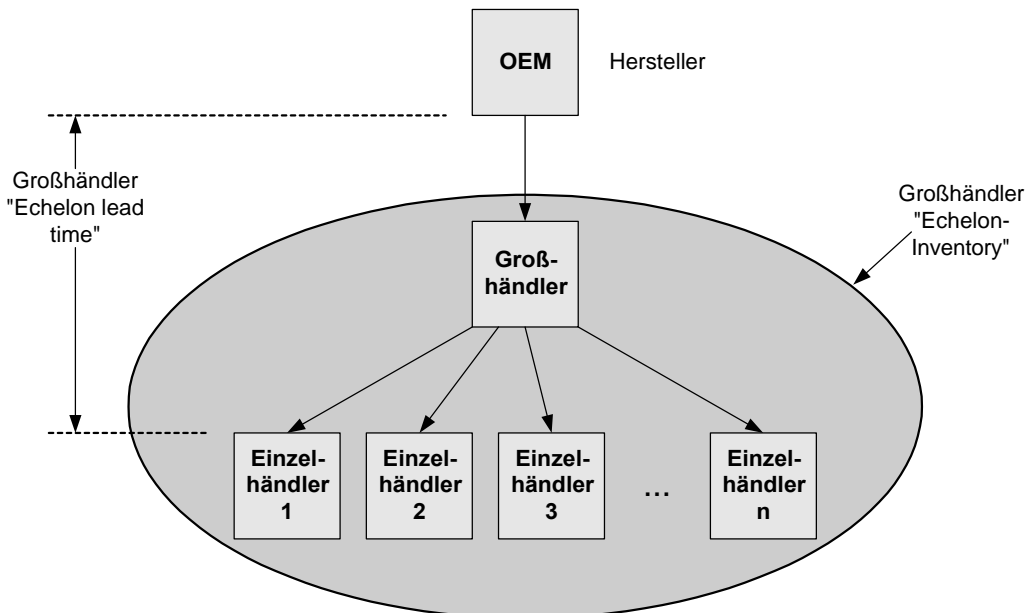 OEM
Hersteller
Großhändler
"Echelon lead
time"
Großhändler
"Echelon-
Inventory"
Groß-
händler
Einzel-
händler
1
Einzel-
händler
2
Einzel-
händler
3
...
Einzel-
händler
n